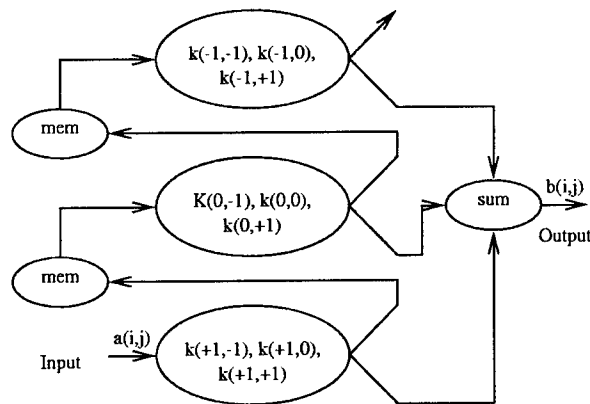 k(-1,-1), k(-1,0),
k(-1,+1)
mem
K(0,-1), k(0,0),
k(0,+1)
sum
b(i,j)
Output
mem
a(i,j)
Input
k(+1,-1), k(+1,0),
k(+1,+1)